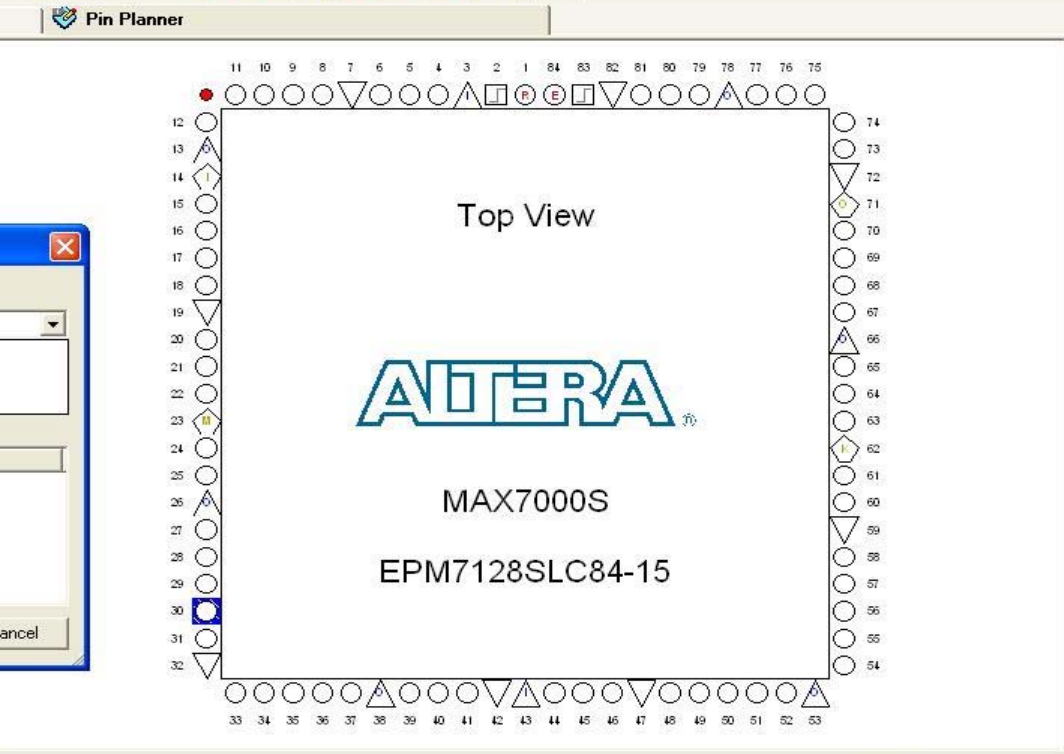 Pin Planner
11 10 9 8 7 6 5 4 3 2 1 84 83 82 81 80 79 78 77 76 75
I R E O
12 74
13 O 73
14 I 72
15 71 O
16 70
17 69
18 68
19 67
20 66 O
21 65
22 64
23 M 63
24 62 K
25 61
26 O 60
27 59
28 58
29 57
30 56
31 55
32 54
Top View
ALTERA
MAX7000S
EPM7128SLC84-15
O I O
33 34 35 36 37 38 39 40 41 42 43 44 45 46 47 48 49 50 51 52 53
ancel